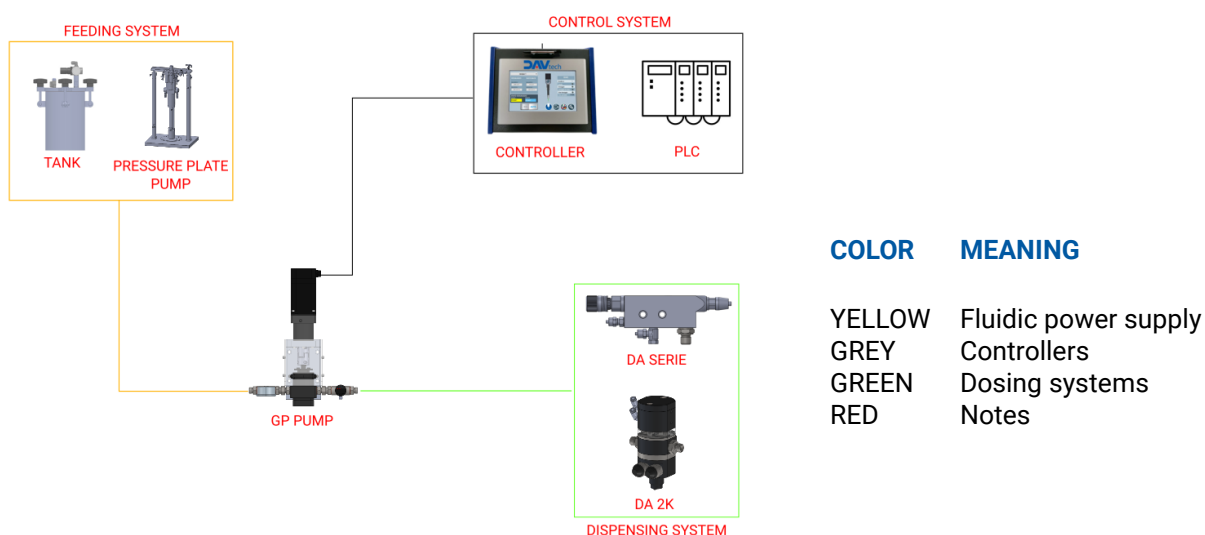 FEEDING SYSTEM
TANK
PRESSURE PLATE
PUMP
CONTROL SYSTEM
DAVtech
CONTROLLER
PLC
GP PUMP
DA SERIE
DA 2K
DISPENSING SYSTEM
COLOR MEANING
YELLOW Fluidic power supply
GREY Controllers
GREEN Dosing systems
RED Notes